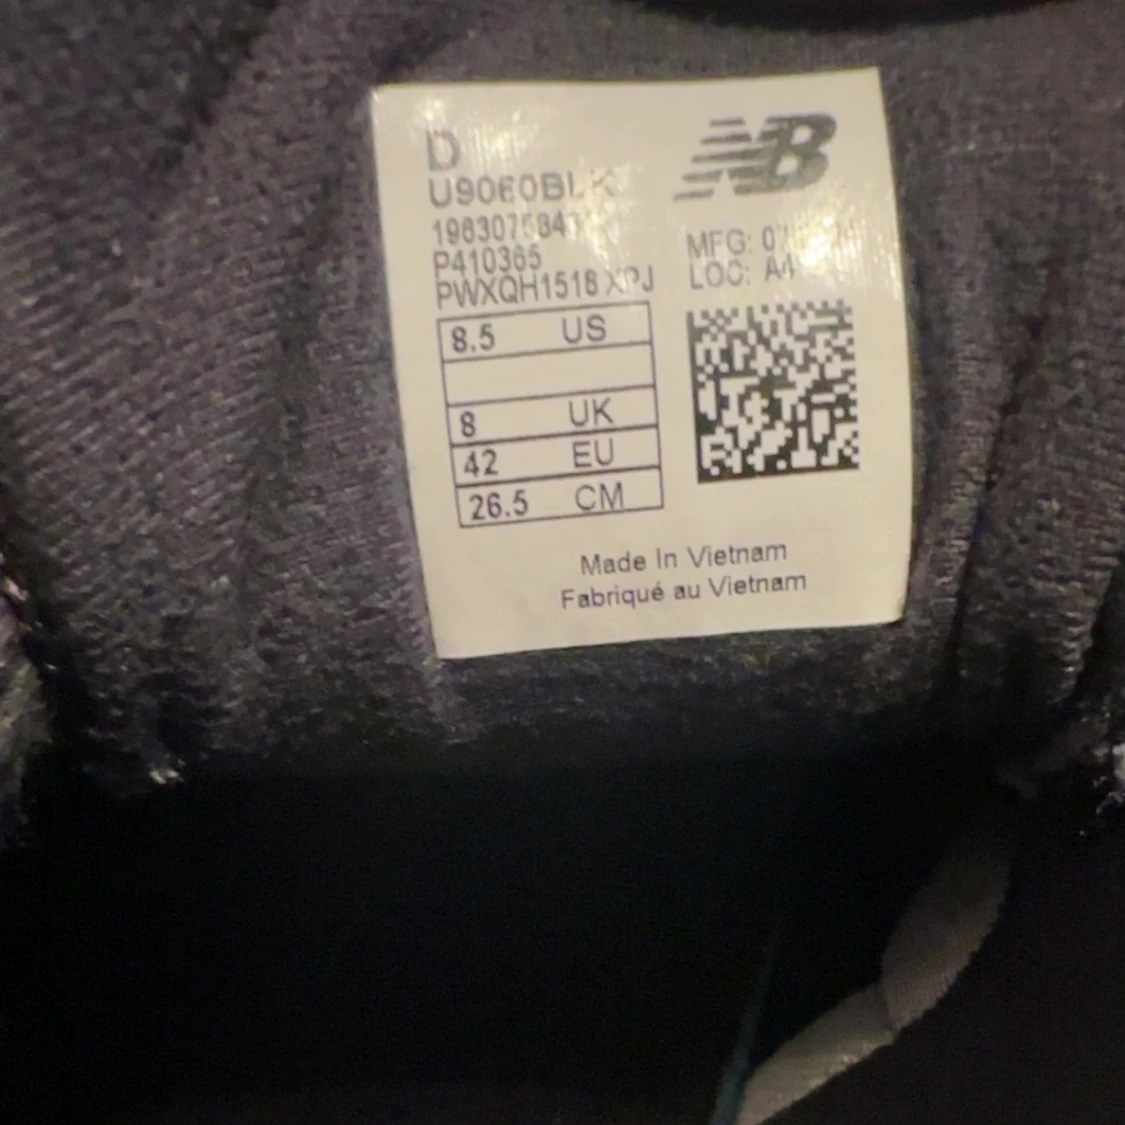 D
NB
U9060BLK
P410365
PWXQH1518 XPJ
MFG:
LOC:
8.5 US
8 UK
42 EU
26.5 CM
Made In Vietnam
Fabriqué au Vietnam